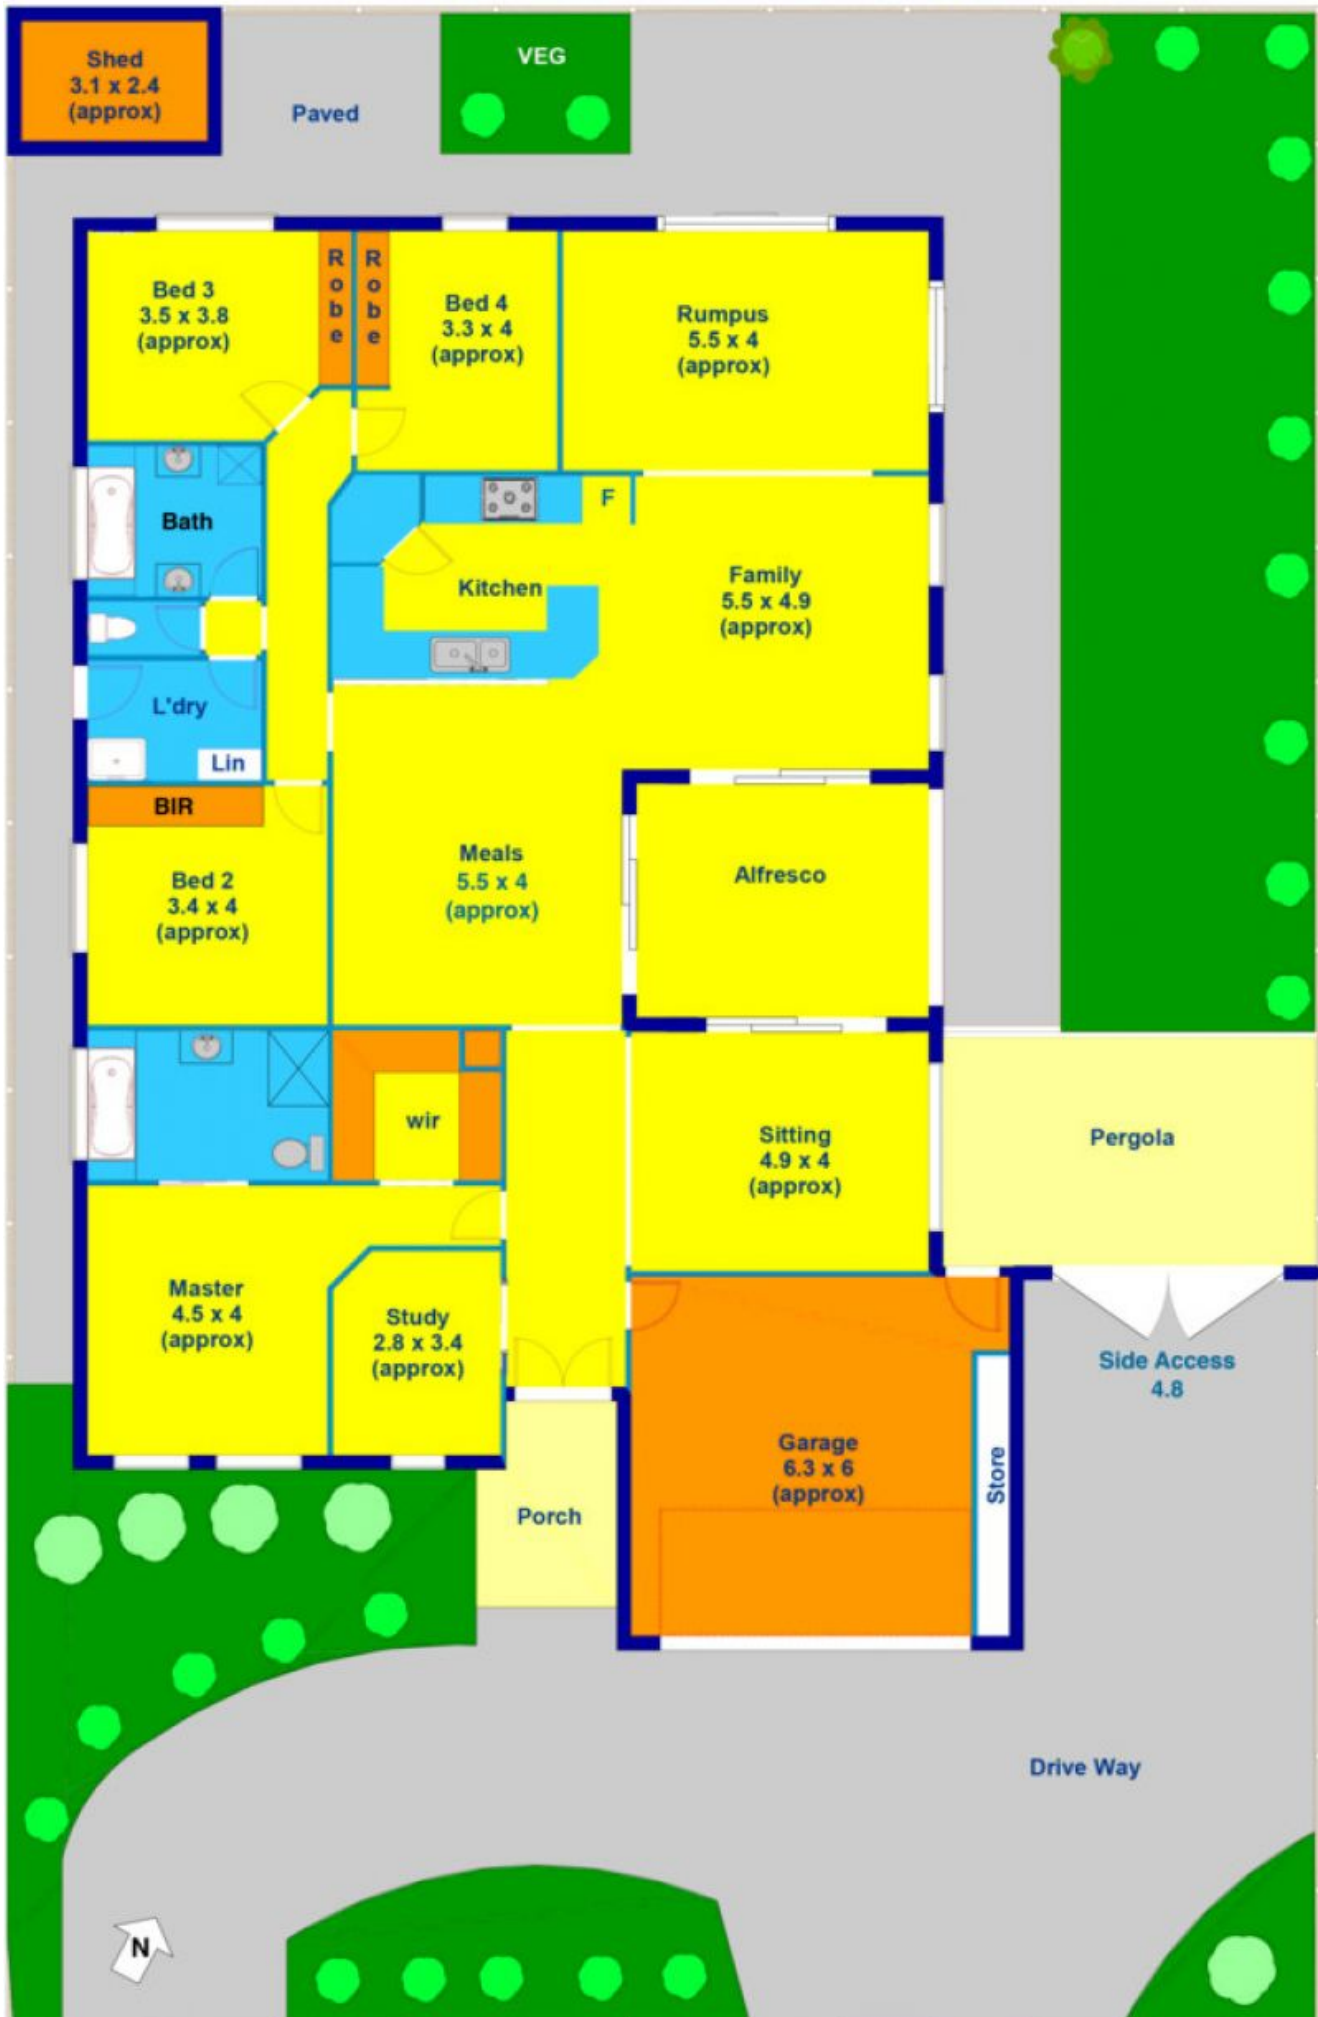 Shed
3.1 x 2.4
(approx)
Paved
VEG
Bed 3
3.5 x 3.8
(approx)
Robe
Robe
Bed 4
3.3 x 4
(approx)
Rumpus
5.5 x 4
(approx)
Bath
F
Kitchen
Family
5.5 x 4.9
(approx)
L'dry
Lin
BIR
Bed 2
3.4 x 4
(approx)
Meals
5.5 x 4
(approx)
Alfresco
wir
Sitting
4.9 x 4
(approx)
Pergola
Master
4.5 x 4
(approx)
Study
2.8 x 3.4
(approx)
Side Access
4.8
Garage
6.3 x 6
(approx)
Store
Porch
Drive Way
N